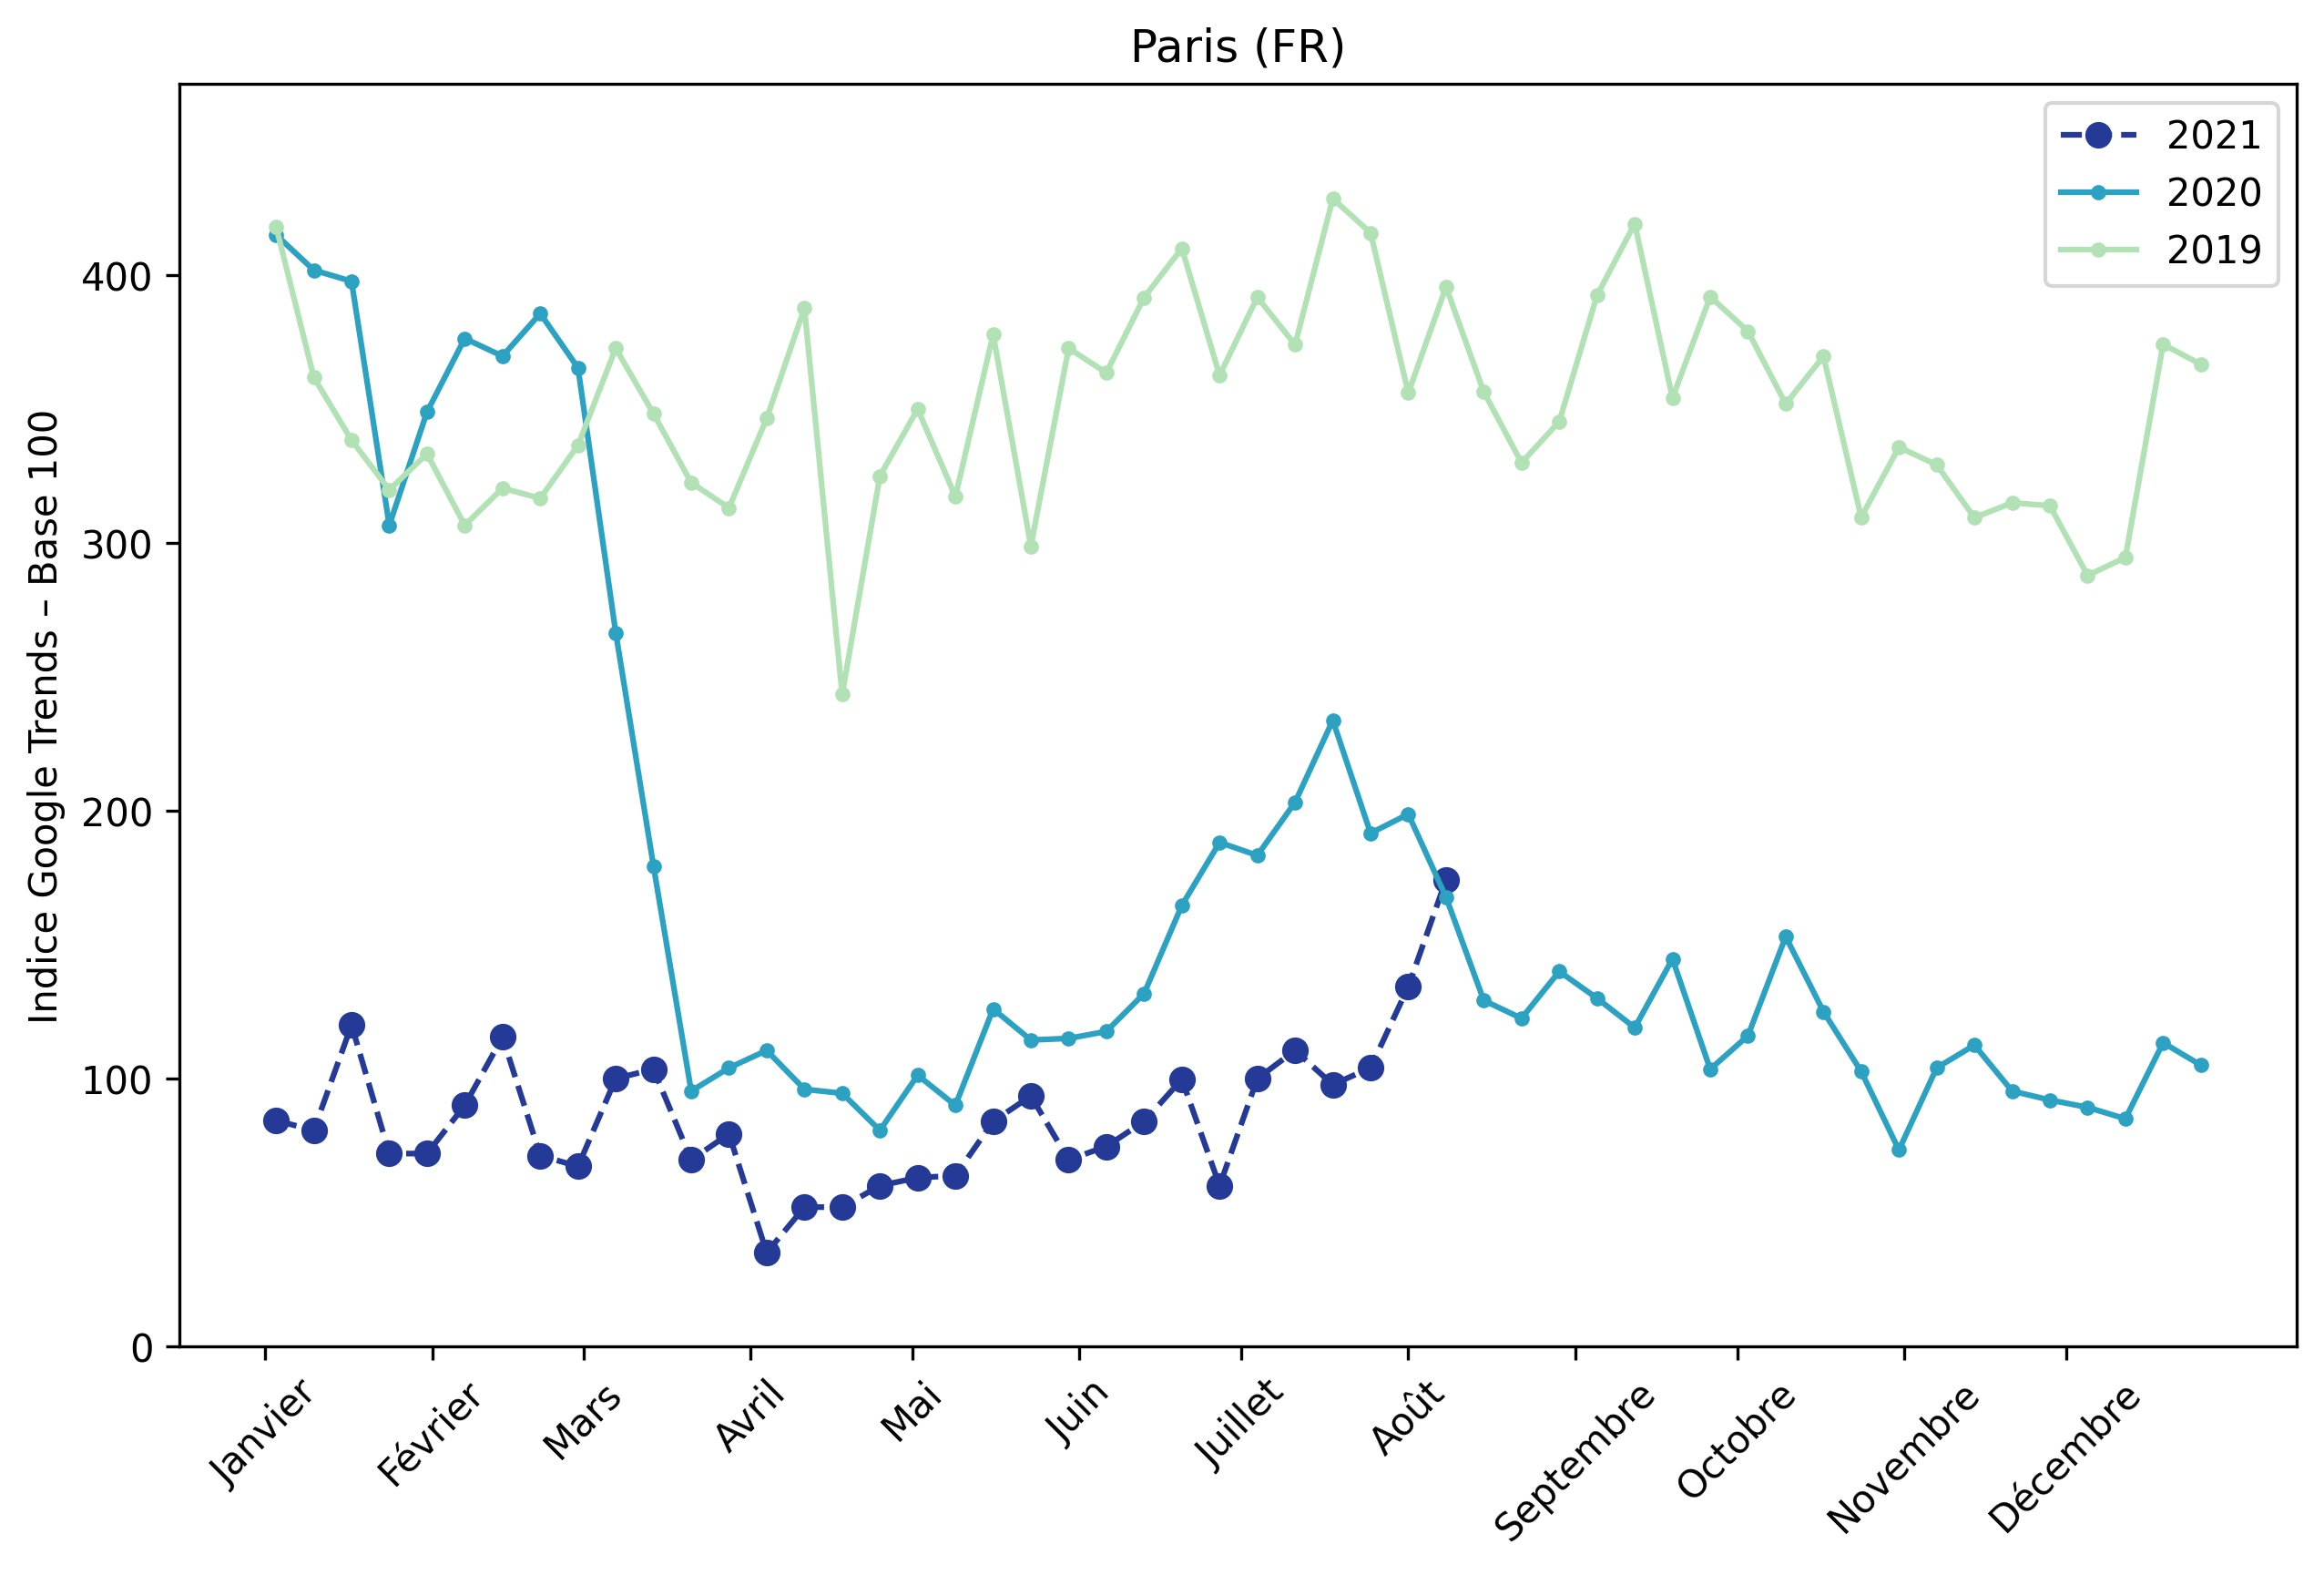 Paris (FR)
2021
2020
2019
Indice Google Trends – Base 100
400
300
200
100
0
Janvier
Février
Mars
Avril
Mai
Juin
Juillet
Août
Septembre
Octobre
Novembre
Décembre